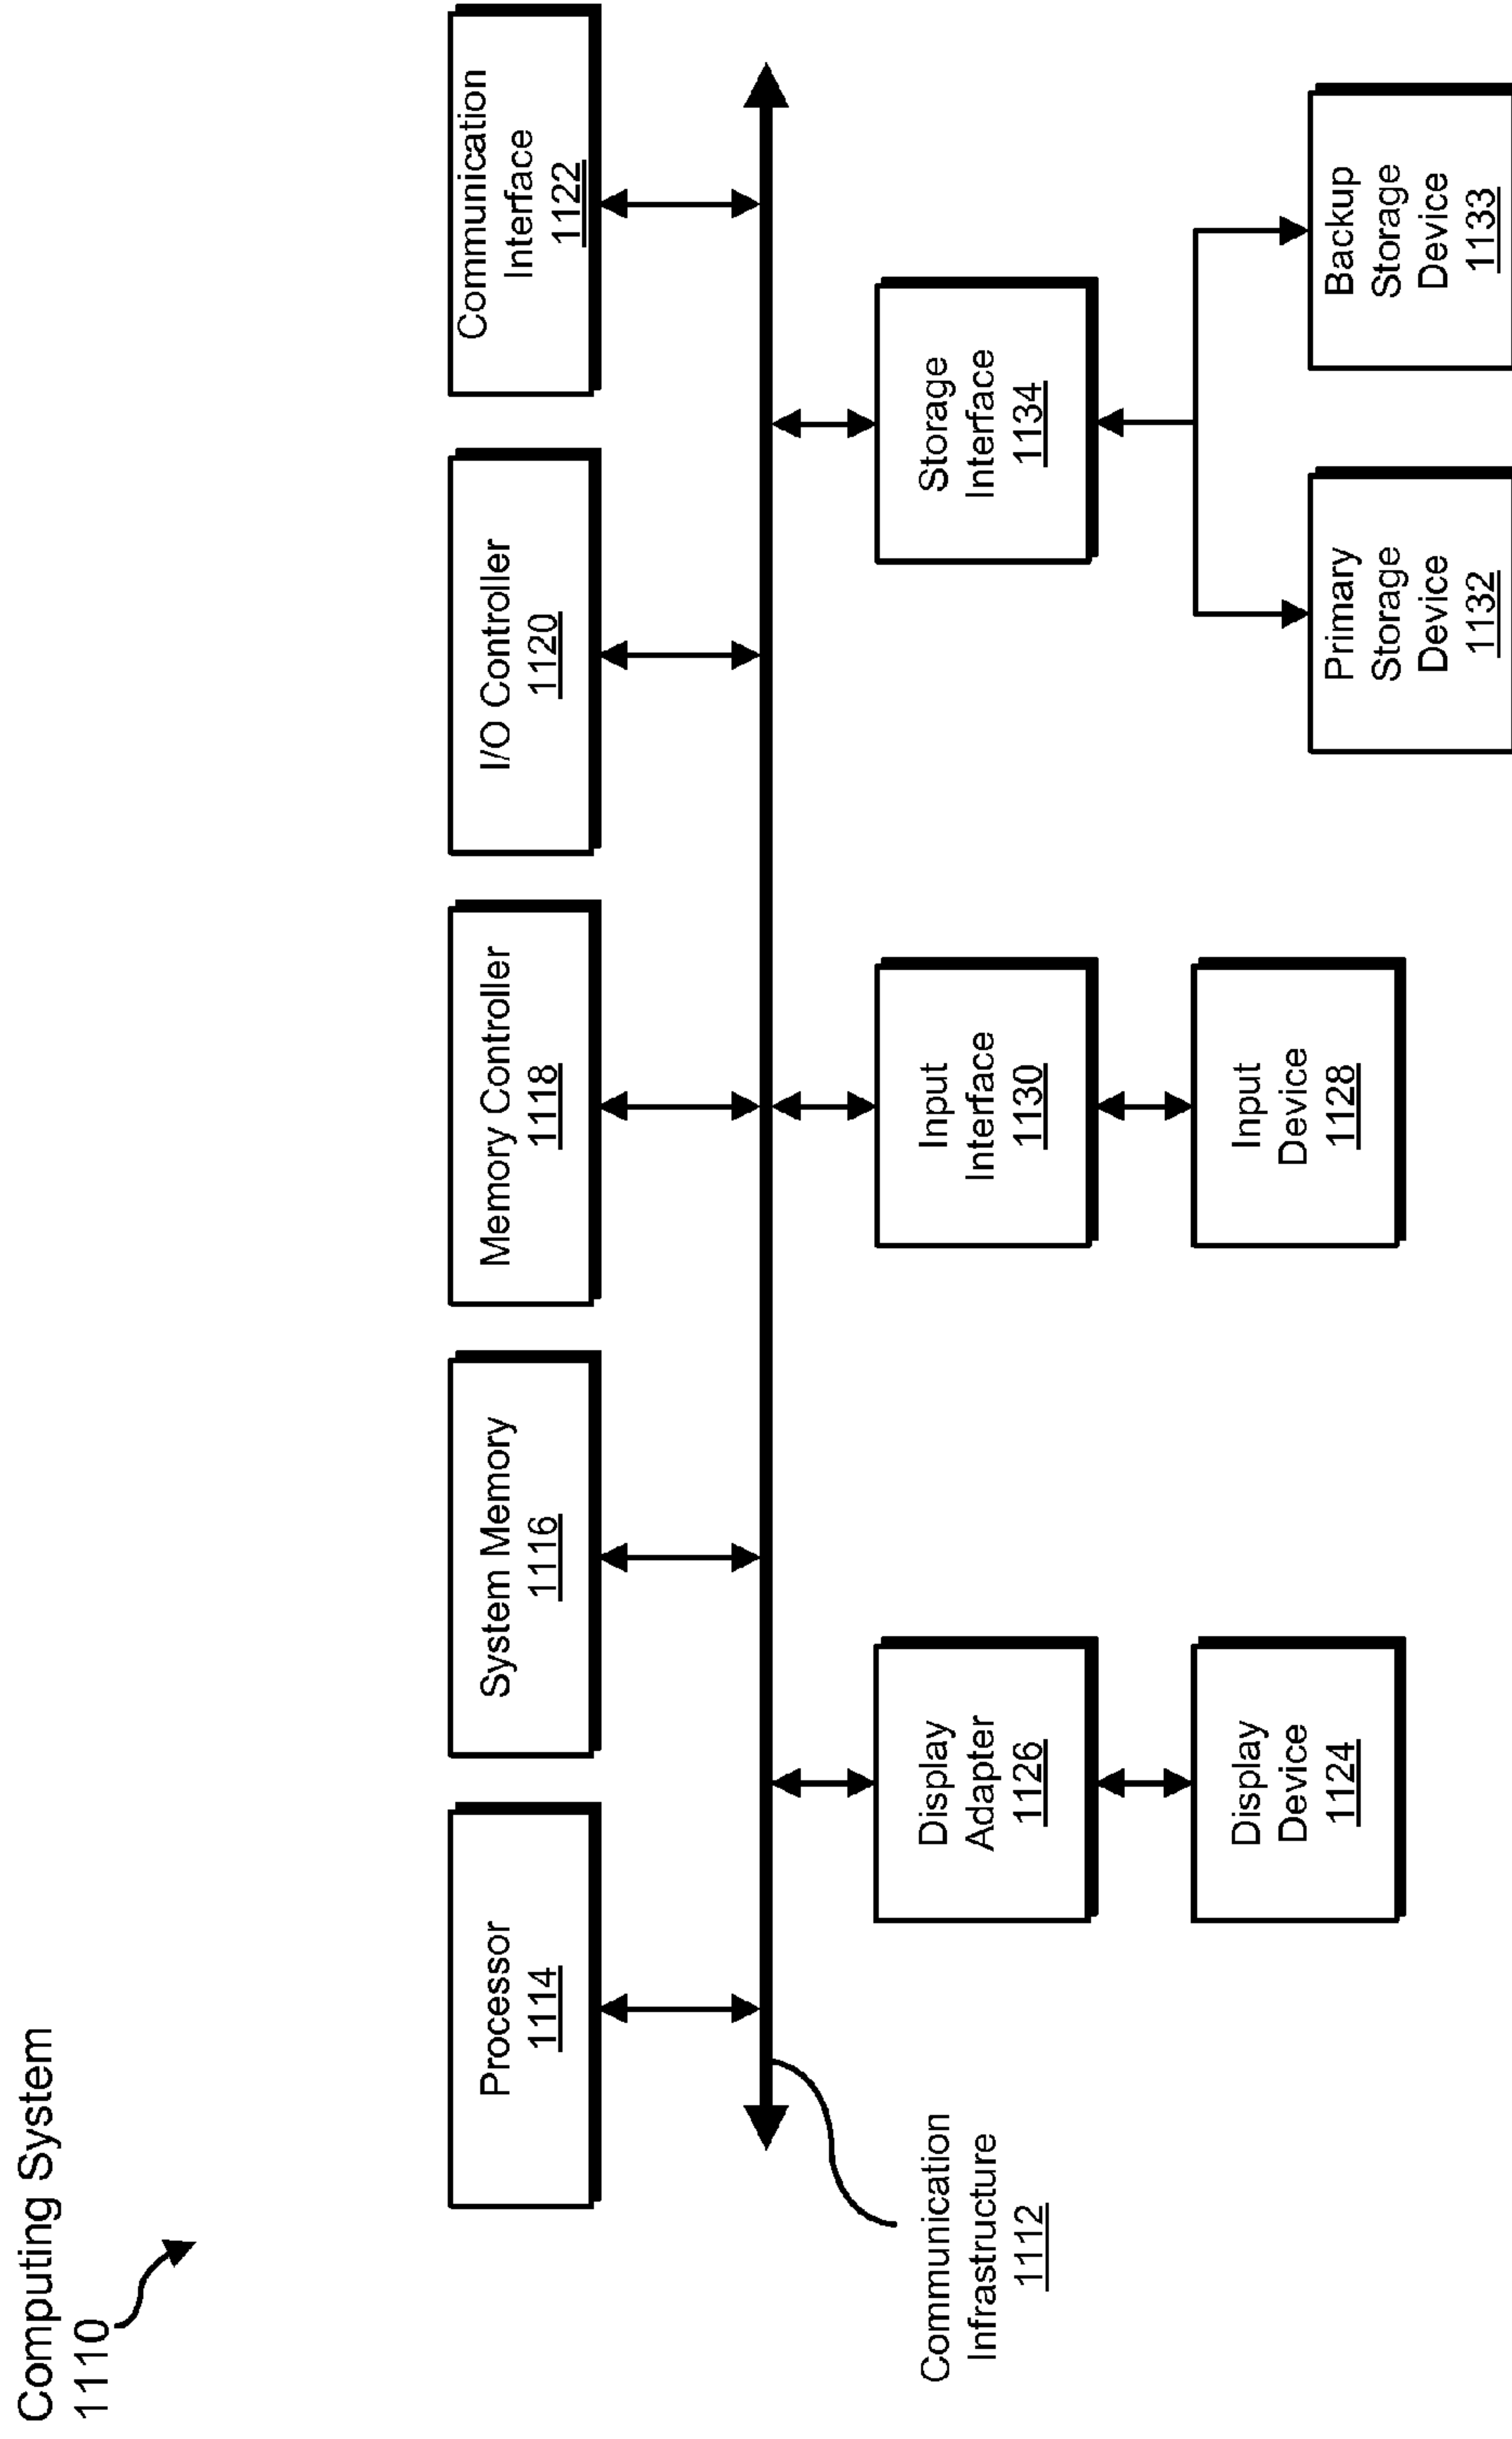 Computing System
1110
Processor
1114
System Memory
1116
Memory Controller
1118
I/O Controller
1120
Communication
Interface
1122
Communication
Infrastructure
1112
Display
Adapter
1126
Input
Interface
1130
Storage
Interface
1134
Display
Device
1124
Input
Device
1128
Primary
Storage
Device
1132
Backup
Storage
Device
1133